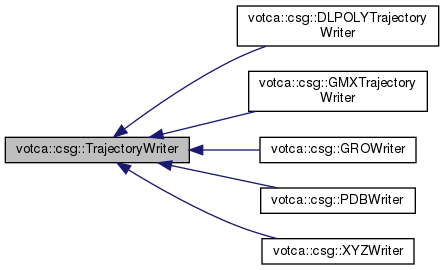 votca::csg::DLPOLYTrajectory
Writer
votca::csg::GMXTrajectory
Writer
votca::csg::TrajectoryWriter
votca::csg::GROWriter
votca::csg::PDBWriter
votca::csg::XYZWriter